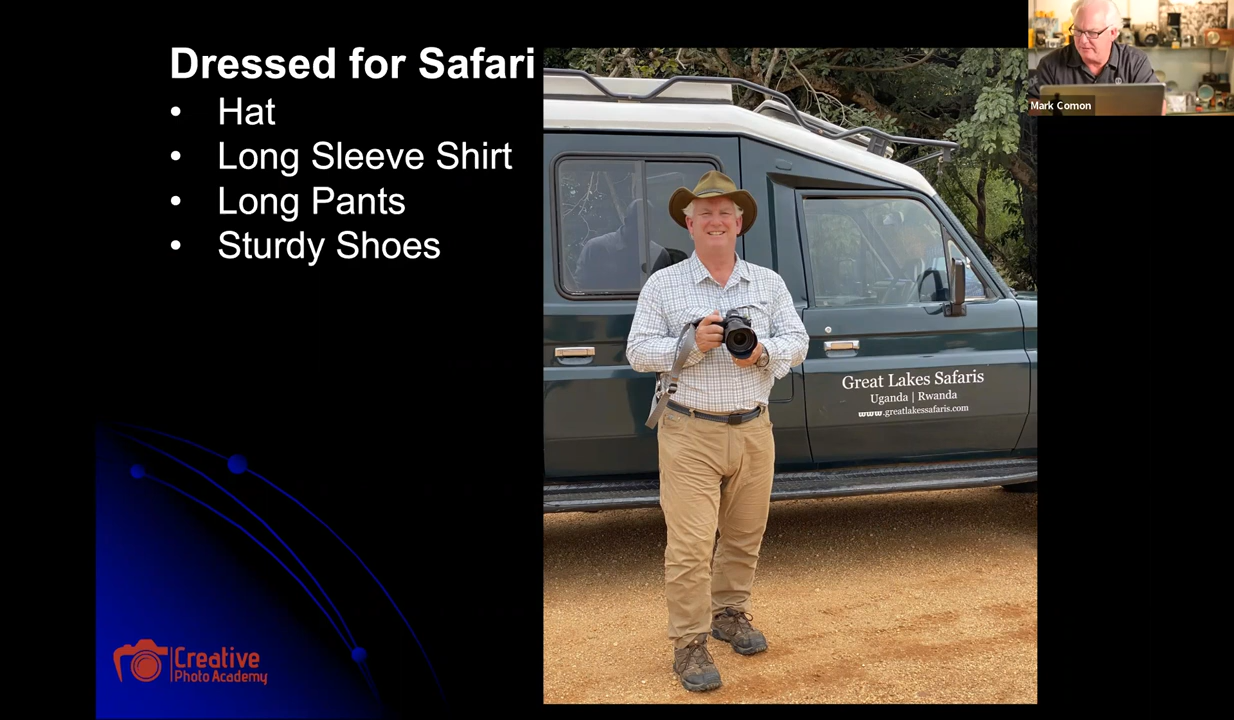 Dressed for Safari
• Hat
• Long Sleeve Shirt
• Long Pants
• Sturdy Shoes
Mark Comon
Great Lakes Safaris
Uganda | Rwanda
www.greatlakessafaris.com
Creative
Photo Academy